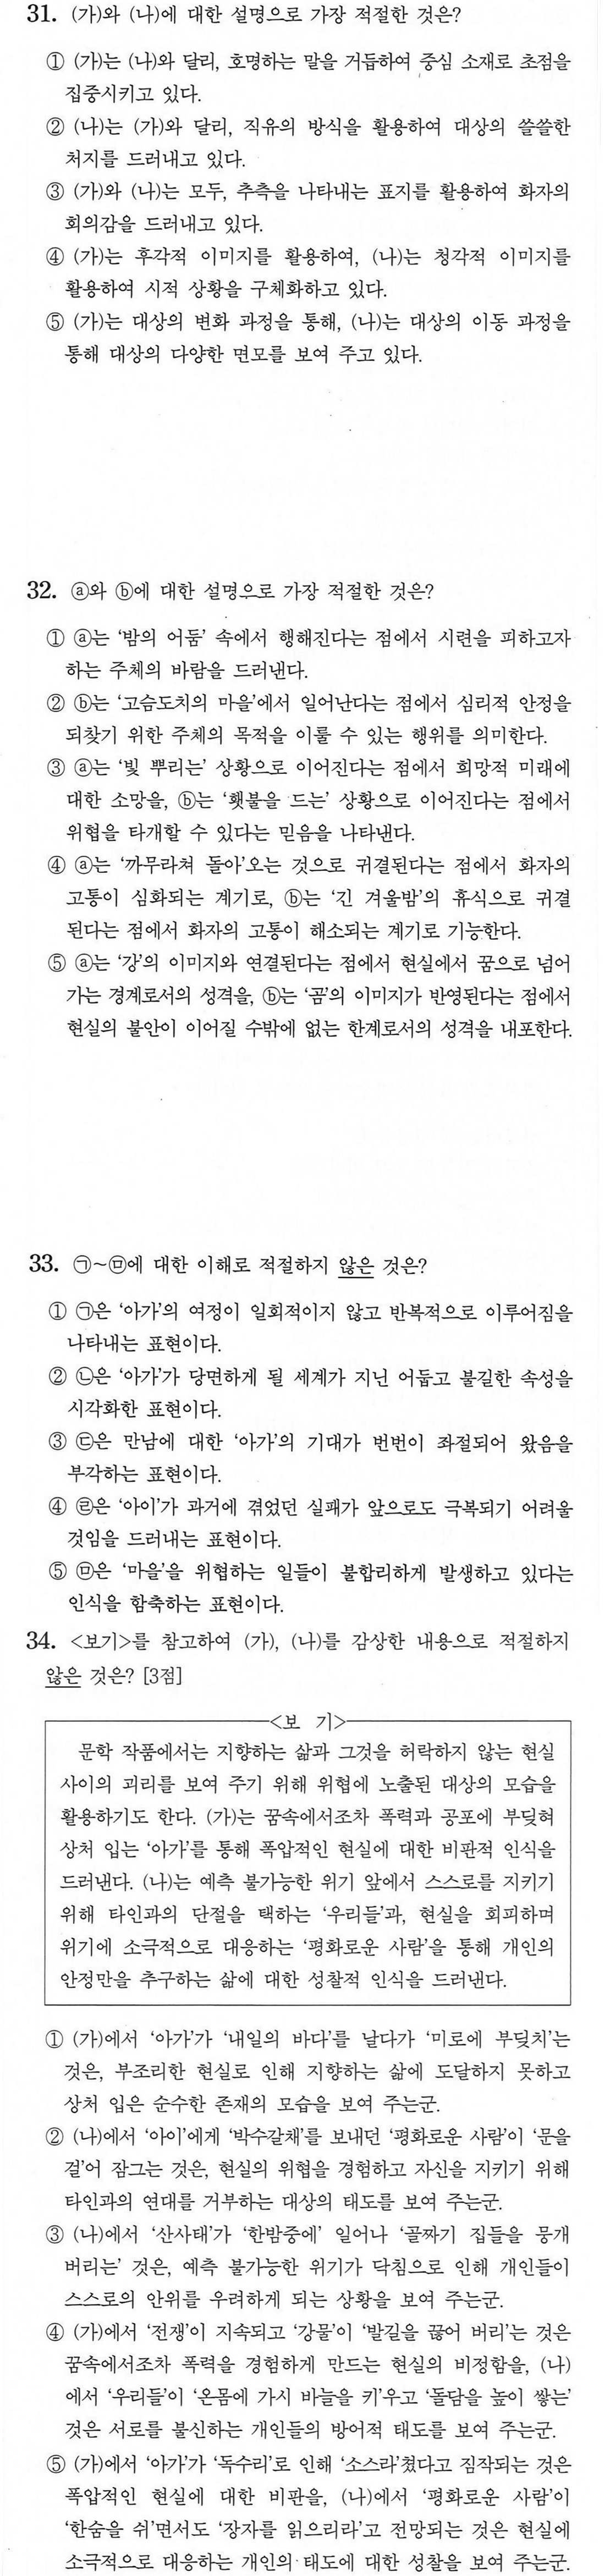 31. (가)와 (나)에 대한 설명으로 가장 적절한 것은?
① (가)는 (나)와 달리, 호명하는 말을 거듭하여 중심 소재로 초점을
집중시키고 있다.
② (나)는 (가)와 달리, 직유의 방식을 활용하여 대상의 쓸쓸한
처지를 드러내고 있다.
③ (가)와 (나)는 모두, 추측을 나타내는 표지를 활용하여 화자의
회의감을 드러내고 있다.
④ (가)는 후각적 이미지를 활용하여, (나)는 청각적 이미지를
활용하여 시적 상황을 구체화하고 있다.
⑤ (가)는 대상의 변화 과정을 통해, (나)는 대상의 이동 과정을
통해 대상의 다양한 면모를 보여 주고 있다.
32. ⓐ와 ⓑ에 대한 설명으로 가장 적절한 것은?
① ⓐ는 ‘밤의 어둠’ 속에서 행해진다는 점에서 시련을 피하고자
하는 주체의 바람을 드러낸다.
② ⓑ는 ‘고슴도치의 마을’에서 일어난다는 점에서 심리적 안정을
되찾기 위한 주체의 목적을 이룰 수 있는 행위를 의미한다.
③ ⓐ는 ‘빛 뿌리는’ 상황으로 이어진다는 점에서 희망적 미래에
대한 소망을, ⓑ는 ‘횃불을 드는’ 상황으로 이어진다는 점에서
위협을 타개할 수 있다는 믿음을 나타낸다.
④ ⓐ는 ‘까무라쳐 돌아’오는 것으로 귀결된다는 점에서 화자의
고통이 심화되는 계기로, ⓑ는 ‘긴 겨울밤’의 휴식으로 귀결
된다는 점에서 화자의 고통이 해소되는 계기로 기능한다.
⑤ ⓐ는 ‘강’의 이미지와 연결된다는 점에서 현실에서 꿈으로 넘어
가는 경계로서의 성격을, ⓑ는 ‘곰’의 이미지가 반영된다는 점에서
현실의 불안이 이어질 수밖에 없는 한계로서의 성격을 내포한다.
33. ㉠~㉤에 대한 이해로 적절하지 않은 것은?
① ㉠은 ‘아가’의 여정이 일회적이지 않고 반복적으로 이루어짐을
나타내는 표현이다.
② ㉡은 ‘아가’가 당면하게 될 세계가 지닌 어둡고 불길한 속성을
시각화한 표현이다.
③ ㉢은 만남에 대한 ‘아가’의 기대가 번번이 좌절되어 왔음을
부각하는 표현이다.
④ ㉣은 ‘아이’가 과거에 겪었던 실패가 앞으로도 극복되기 어려울
것임을 드러내는 표현이다.
⑤ ㉤은 ‘마을’을 위협하는 일들이 불합리하게 발생하고 있다는
인식을 함축하는 표현이다.
34. <보기>를 참고하여 (가), (나)를 감상한 내용으로 적절하지
않은 것은? [3점]
<보 기>
문학 작품에서는 지향하는 삶과 그것을 허락하지 않는 현실
사이의 괴리를 보여 주기 위해 위협에 노출된 대상의 모습을
활용하기도 한다. (가)는 꿈속에서조차 폭력과 공포에 부딪혀
상처 입는 ‘아가’를 통해 폭압적인 현실에 대한 비판적 인식을
드러낸다. (나)는 예측 불가능한 위기 앞에서 스스로를 지키기
위해 타인과의 단절을 택하는 ‘우리들’과, 현실을 회피하며
위기에 소극적으로 대응하는 ‘평화로운 사람’을 통해 개인의
안정만을 추구하는 삶에 대한 성찰적 인식을 드러낸다.
① (가)에서 ‘아가’가 ‘내일의 바다’를 날다가 ‘미로에 부딪치’는
것은, 부조리한 현실로 인해 지향하는 삶에 도달하지 못하고
상처 입은 순수한 존재의 모습을 보여 주는군.
② (나)에서 ‘아이’에게 ‘박수갈채’를 보내던 ‘평화로운 사람’이 ‘문을
걸’어 잠그는 것은, 현실의 위협을 경험하고 자신을 지키기 위해
타인과의 연대를 거부하는 대상의 태도를 보여 주는군.
③ (나)에서 ‘산사태’가 ‘한밤중에’ 일어나 ‘골짜기 집들을 뭉개
버리는’ 것은, 예측 불가능한 위기가 닥침으로 인해 개인들이
스스로의 안위를 우려하게 되는 상황을 보여 주는군.
④ (가)에서 ‘전쟁’이 지속되고 ‘강물’이 ‘발길을 끊어 버리’는 것은
꿈속에서조차 폭력을 경험하게 만드는 현실의 비정함을, (나)
에서 ‘우리들’이 ‘온몸에 가시 바늘을 키’우고 ‘돌담을 높이 쌓는’
것은 서로를 불신하는 개인들의 방어적 태도를 보여 주는군.
⑤ (가)에서 ‘아가’가 ‘독수리’로 인해 ‘소스라’쳤다고 짐작되는 것은
폭압적인 현실에 대한 비판을, (나)에서 ‘평화로운 사람’이
‘한숨을 쉬’면서도 ‘장자를 읽으리라’고 전망되는 것은 현실에
소극적으로 대응하는 개인의 태도에 대한 성찰을 보여 주는군.